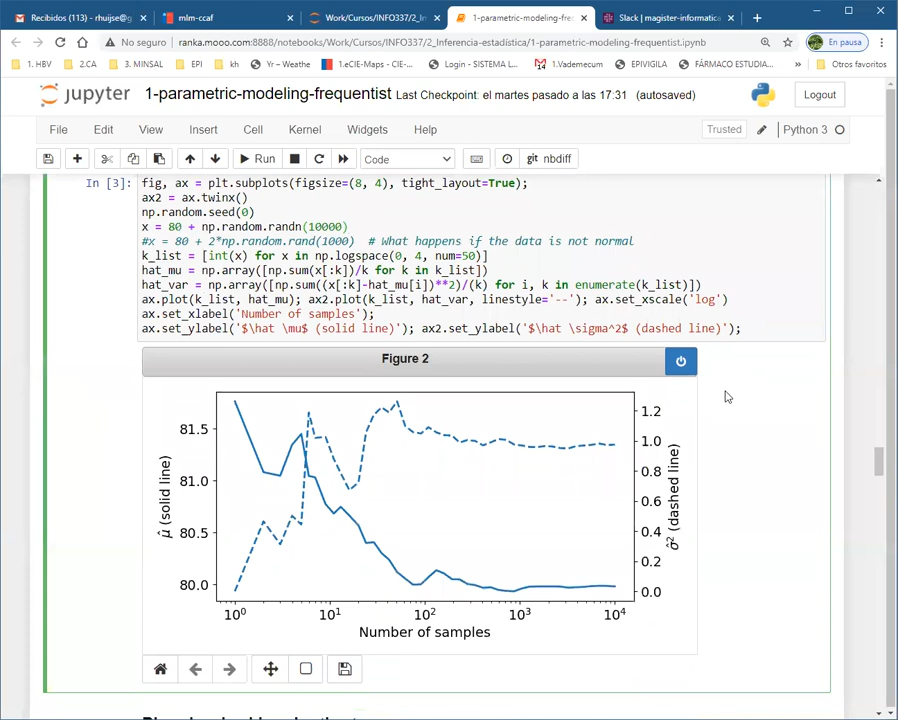 Recibidos (113) - rhuijse@g
mlm-ccaf
Work/Cursos/INFO337/2_In
1-parametric-modeling-fre
Slack | magister-informatica
No seguro
ranka.mooo.com:8888/notebooks/Work/Cursos/INFO337/2_Inferencia-estadística/1-parametric-modeling-frequentist.ipynb
En pausa
1. HBV
2.CA
3. MINSAL
EPI
kh
Yr – Weathe
1.eCIE-Maps - CIE-...
Login - SISTEMA L...
1.Vademecum
EPIVIGILA
FÁRMACO ESTUDIA...
»
Otros favoritos
jupyter
1-parametric-modeling-frequentist Last Checkpoint: el martes pasado a las 17:31 (autosaved)
Logout
File Edit View Insert Cell Kernel Widgets Help
Trusted
Python 3
Run
Code
git nbdiff
In [3]:
fig, ax = plt.subplots(figsize=(8, 4), tight_layout=True);
ax2 = ax.twinx()
np.random.seed(0)
x = 80 + np.random.randn(10000)
#x = 80 + 2*np.random.rand(1000)  # What happens if the data is not normal
k_list = [int(x) for x in np.logspace(0, 4, num=50)]
hat_mu = np.array([np.sum(x[:k])/k for k in k_list])
hat_var = np.array([np.sum((x[:k]-hat_mu[i])**2)/(k) for i, k in enumerate(k_list)])
ax.plot(k_list, hat_mu); ax2.plot(k_list, hat_var, linestyle='--'); ax.set_xscale('log')
ax.set_xlabel('Number of samples');
ax.set_ylabel('$\hat \mu$ (solid line)'); ax2.set_ylabel('$\hat \sigma^2$ (dashed line)');
Figure 2
81.5
81.0
80.5
80.0
μ̂ (solid line)
1.2
1.0
0.8
0.6
0.4
0.2
0.0
σ̂² (dashed line)
10⁰ 10¹ 10² 10³ 10⁴
Number of samples